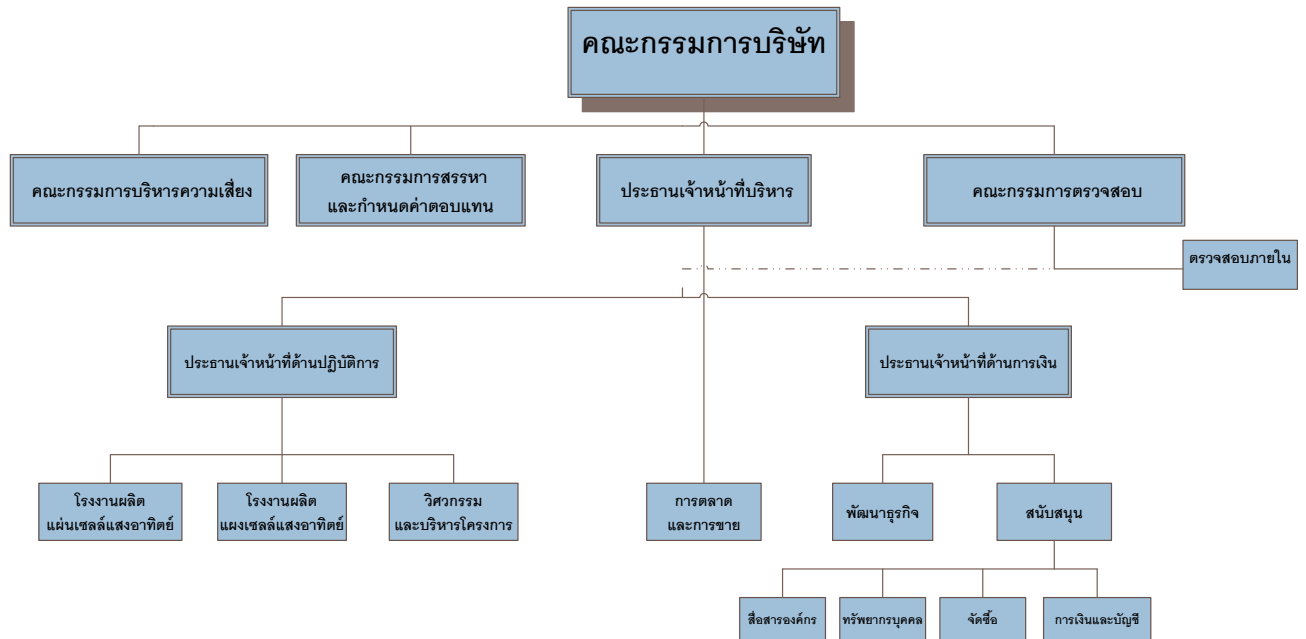 คณะกรรมการบริษัท
คณะกรรมการบริหารความเสี่ยง
คณะกรรมการสรรหา
และกำหนดค่าตอบแทน
ประธานเจ้าหน้าที่บริหาร
คณะกรรมการตรวจสอบ
ตรวจสอบภายใน
ประธานเจ้าหน้าที่ด้านปฎิบัติการ
ประธานเจ้าหน้าที่ด้านการเงิน
โรงงานผลิต
แผ่นเซลล์แสงอาทิตย์
โรงงานผลิต
แผงเซลล์แสงอาทิตย์
วิศวกรรม
และบริหารโครงการ
การตลาด
และการขาย
พัฒนาธุรกิจ
สนับสนุน
สื่อสารองค์กร
ทรัพยากรบุคคล
จัดซื้อ
การเงินและบัญชี